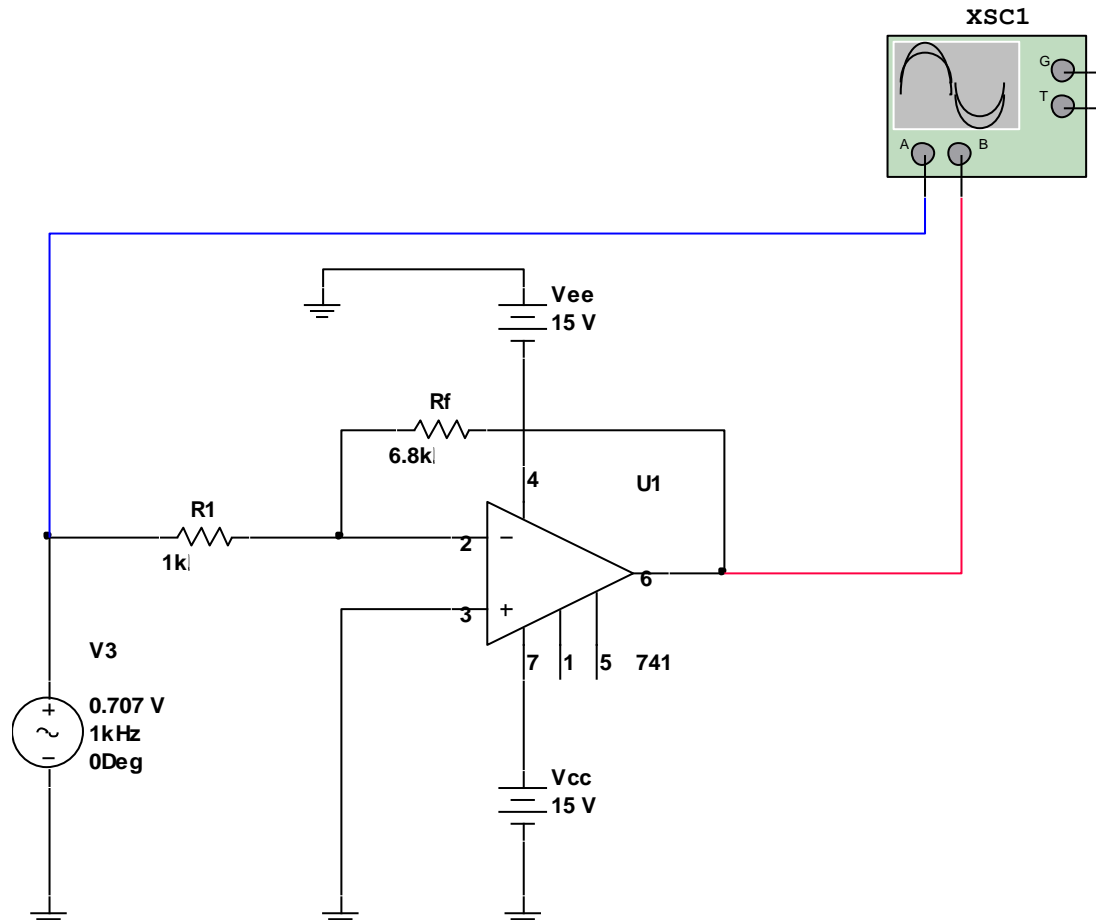 XSC1
G
T
A
B
Vee
15 V
Rf
6.8k
4
U1
R1
1k
2
−
6
3
+
V3
7
1
5
741
+
0.707 V
1kHz
−
0Deg
Vcc
15 V